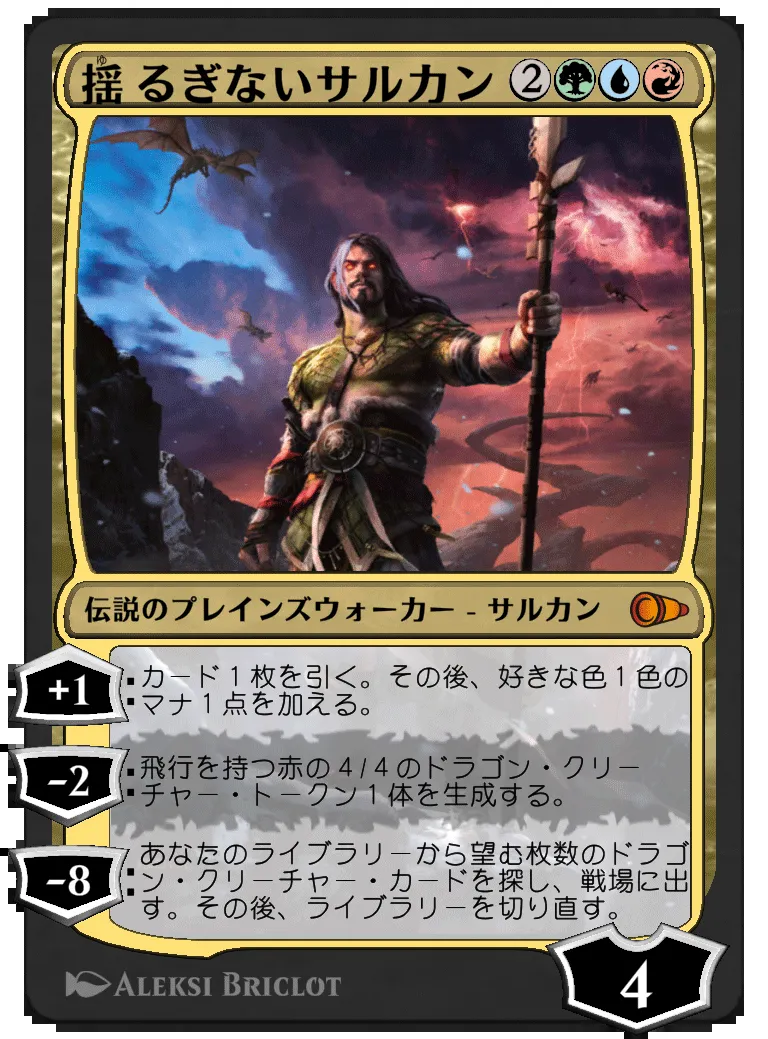 揺るぎないサルカン 2
ゆ
伝説のプレインズウォーカー - サルカン
+1 : カード1枚を引く。その後、好きな色1色の
マナ1点を加える。
-2 : 飛行を持つ赤の4/4のドラゴン・クリー
チャー・トークン1体を生成する。
-8 : あなたのライブラリーから望む枚数のドラゴ
ン・クリーチャー・カードを探し、戦場に出
す。その後、ライブラリーを切り直す。
ALEKSI BRICLOT
4